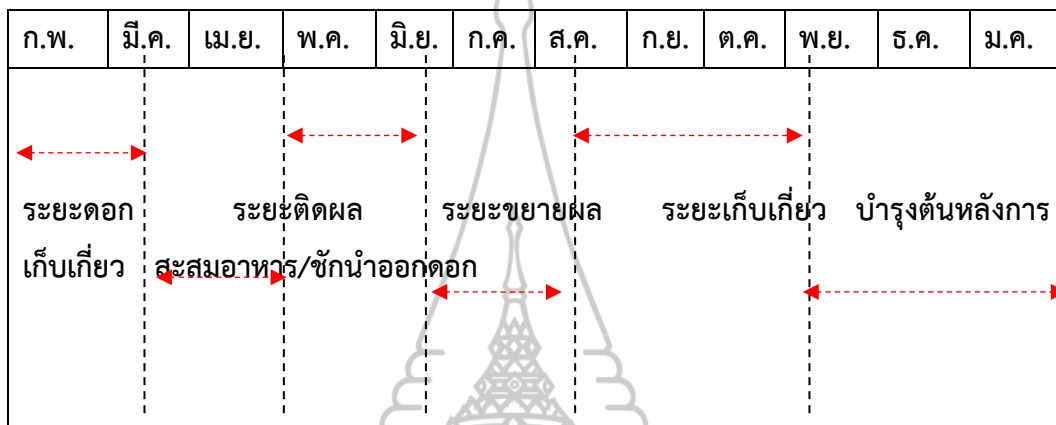 ก.พ. มี.ค. เม.ย. พ.ค. มิ.ย. ก.ค. ส.ค. ก.ย. ต.ค. พ.ย. ธ.ค. ม.ค.
ระยะดอก ระยะติดผล ระยะขยายผล ระยะเก็บเกี่ยว บำรุงต้นหลังการ
เก็บเกี่ยว สะสมอาหาร/ชักนำออกดอก